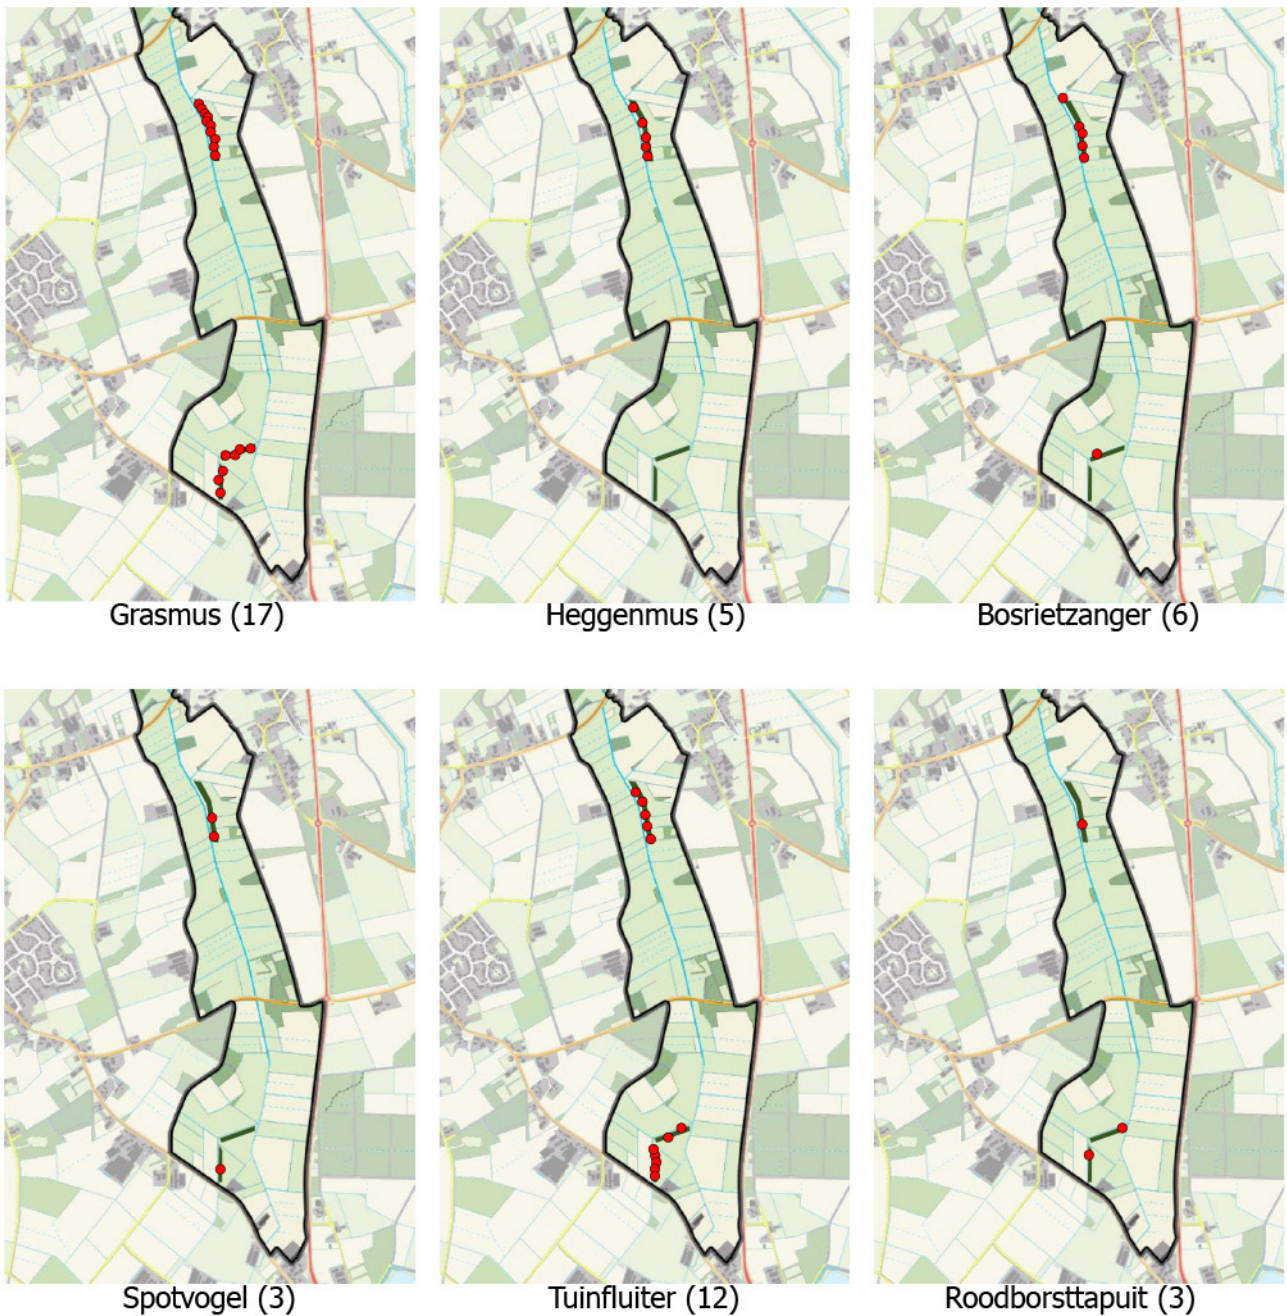 Grasmus (17)
Heggenmus (5)
Bosrietzanger (6)
Spotvogel (3)
Tuinfluiter (12)
Roodborsttapuit (3)